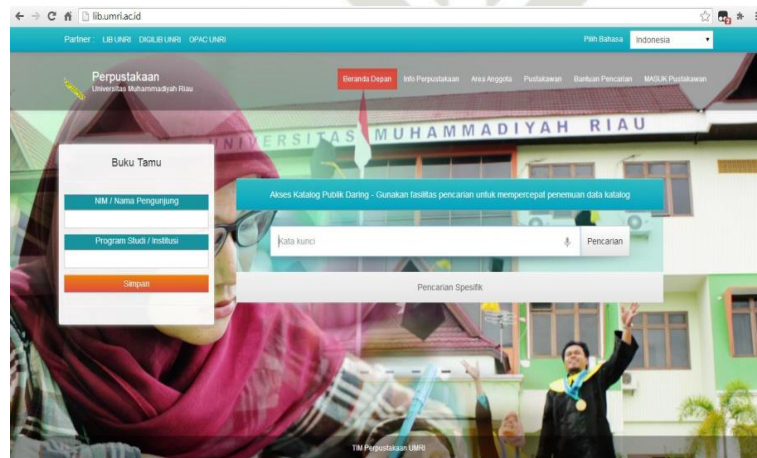 lib.umri.ac.id
Partner : LIB UNRI DIGILIB UNRI OPAC UNRI
Pilih Bahasa Indonesia
Perpustakaan
Universitas Muhammadiyah Riau
Beranda Depan Info Perpustakaan Area Anggota Pustakawan Bantuan Pencarian MASUK Pustakawan
UNIVERSITAS MUHAMMADIYAH RIAU
Buku Tamu
NIM / Nama Pengunjung
Program Studi / Institusi
Simpan
Akses Katalog Publik Daring - Gunakan fasilitas pencarian untuk mempercepat penemuan data katalog
Kata kunci
Pencarian
Pencarian Spesifik
TIM Perpustakaan UMRI